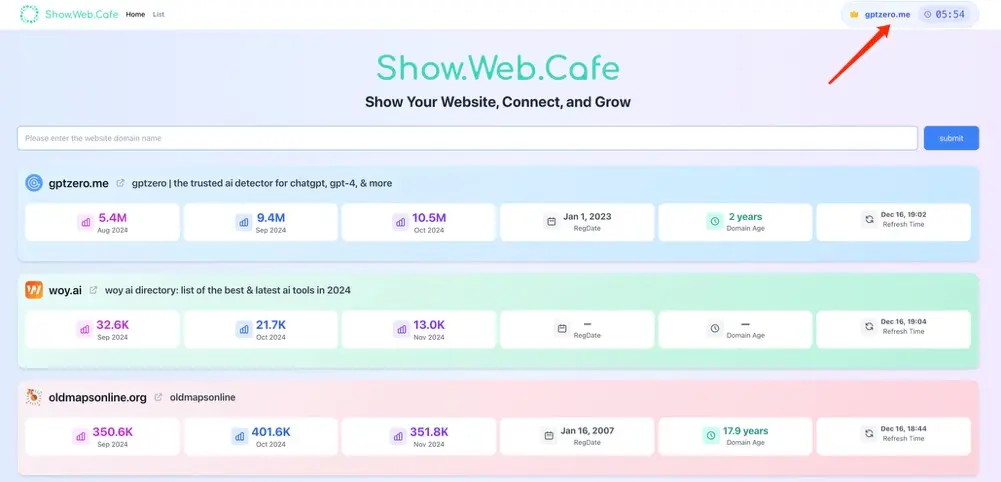 Show.Web.Cafe Home List gptzero.me 05:54
Show.Web.Cafe
Show Your Website, Connect, and Grow
Please enter the website domain name submit
gptzero.me gptzero | the trusted ai detector for chatgpt, gpt-4, & more
5.4M 9.4M 10.5M Jan 1, 2023 2 years Dec 16, 19:02
Aug 2024 Sep 2024 Oct 2024 RegDate Domain Age Refresh Time
woy.ai woy ai directory: list of the best & latest ai tools in 2024
32.6K 21.7K 13.0K — — Dec 16, 19:04
Sep 2024 Oct 2024 Nov 2024 RegDate Domain Age Refresh Time
oldmapsonline.org oldmapsonline
350.6K 401.6K 351.8K Jan 16, 2007 17.9 years Dec 16, 18:44
Sep 2024 Oct 2024 Nov 2024 RegDate Domain Age Refresh Time